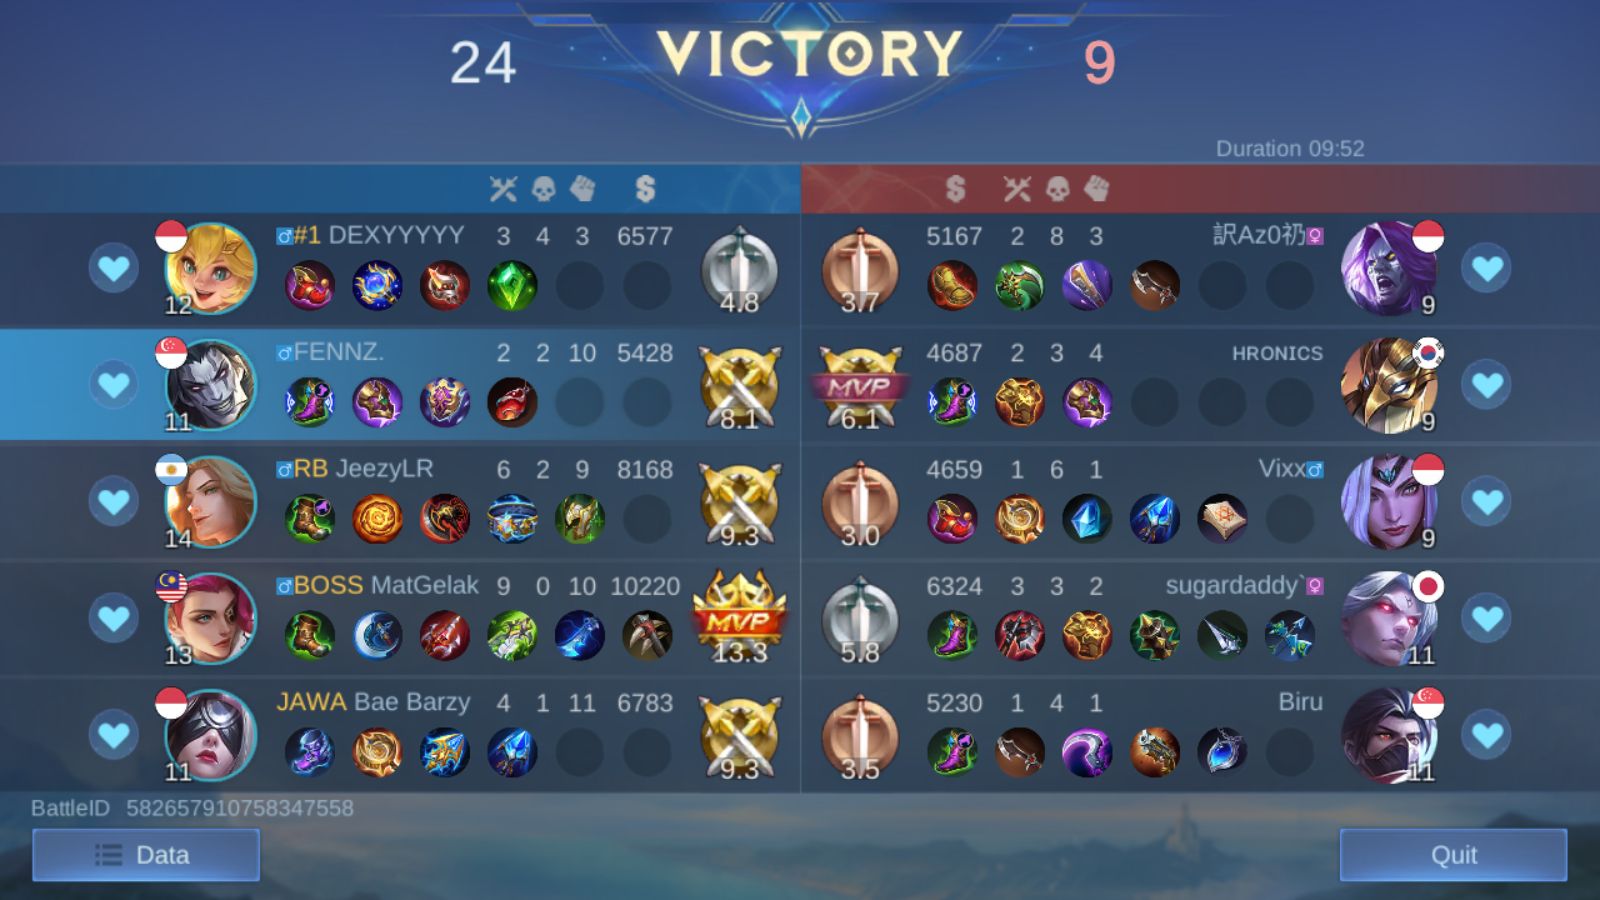 24 VICTORY 9
Duration 09:52
#1 DEXYYYYY 3 4 3 6577
12 4.8
5167 2 8 3 訳Az0礽
3.7 9
FENNZ. 2 2 10 5428
11 8.1
4687 2 3 4 HRONICS
MVP
6.1 9
RB JeezyLR 6 2 9 8168
14 9.3
4659 1 6 1 Vixx
3.0 9
BOSS MatGelak 9 0 10 10220
MVP
13 13.3
6324 3 3 2 sugardaddy`
5.8 11
JAWA Bae Barzy 4 1 11 6783
11 9.3
5230 1 4 1 Biru
3.5 11
BattleID 582657910758347558
Data
Quit